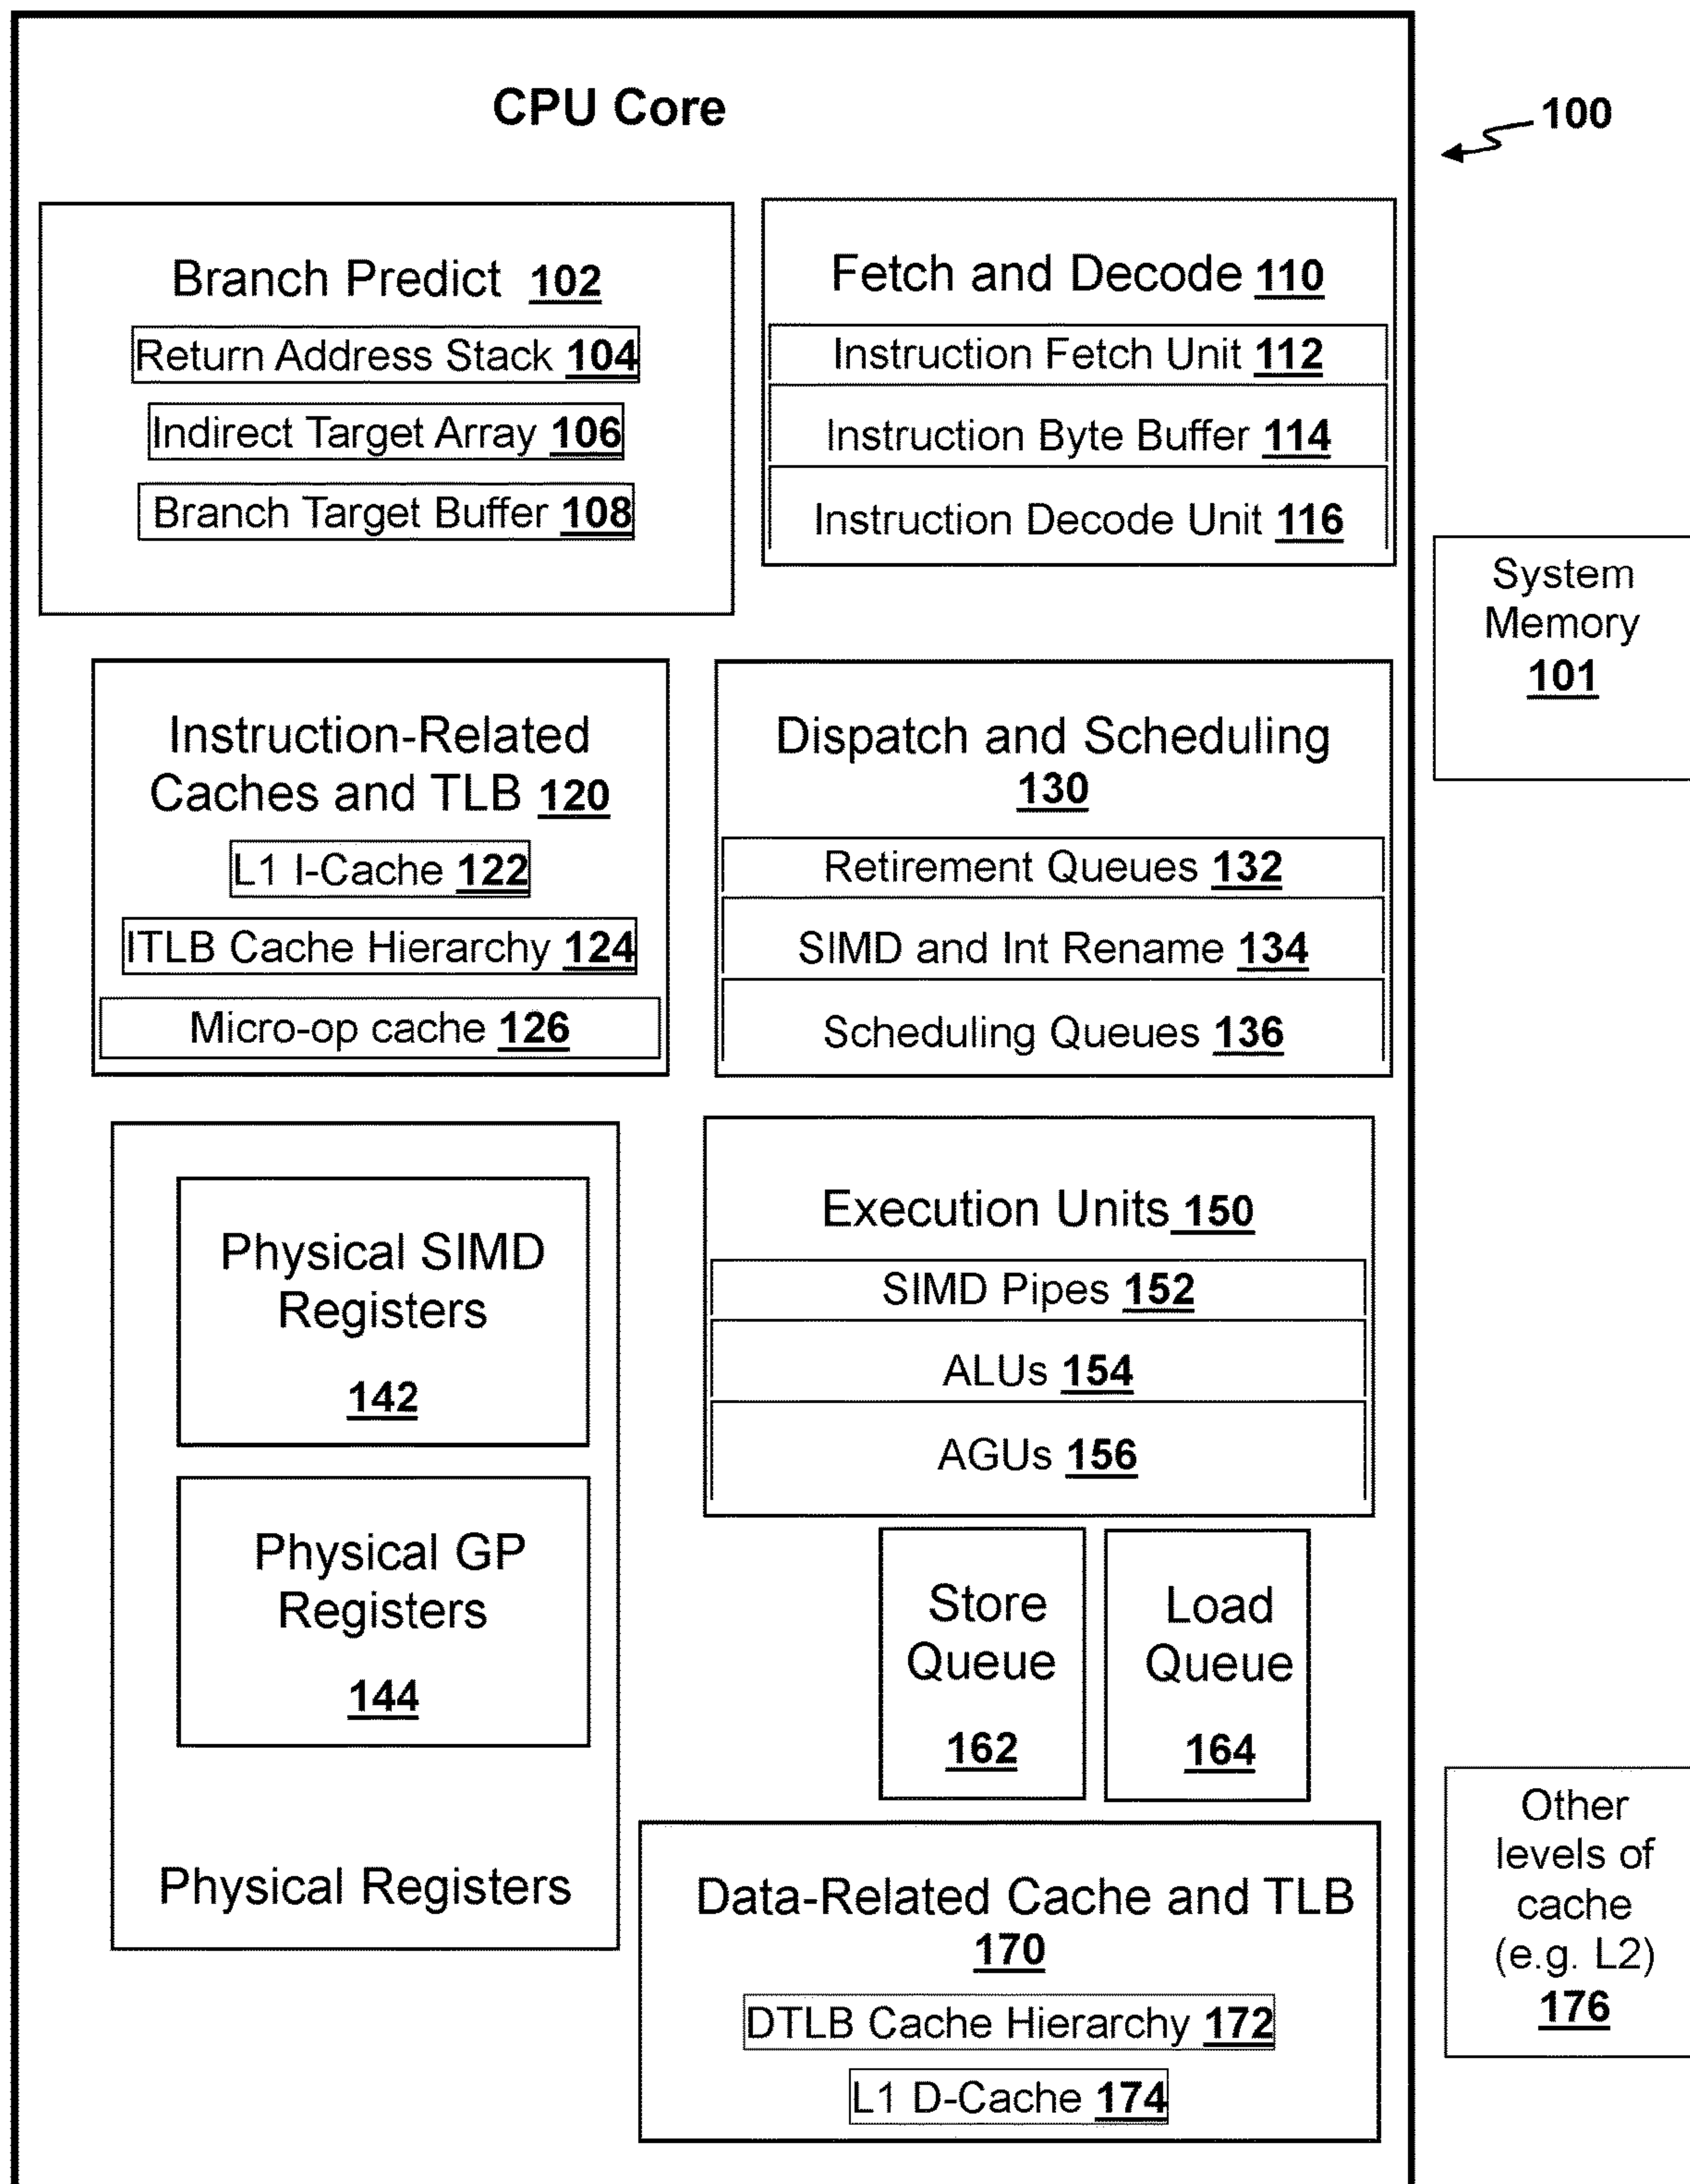 CPU Core
100
Branch Predict 102
Return Address Stack 104
Indirect Target Array 106
Branch Target Buffer 108
Fetch and Decode 110
Instruction Fetch Unit 112
Instruction Byte Buffer 114
Instruction Decode Unit 116
System
Memory
101
Instruction-Related
Caches and TLB 120
L1 I-Cache 122
ITLB Cache Hierarchy 124
Micro-op cache 126
Dispatch and Scheduling
130
Retirement Queues 132
SIMD and Int Rename 134
Scheduling Queues 136
Physical SIMD
Registers
142
Physical GP
Registers
144
Physical Registers
Execution Units 150
SIMD Pipes 152
ALUs 154
AGUs 156
Store
Queue
162
Load
Queue
164
Data-Related Cache and TLB
170
DTLB Cache Hierarchy 172
L1 D-Cache 174
Other
levels of
cache
(e.g. L2)
176